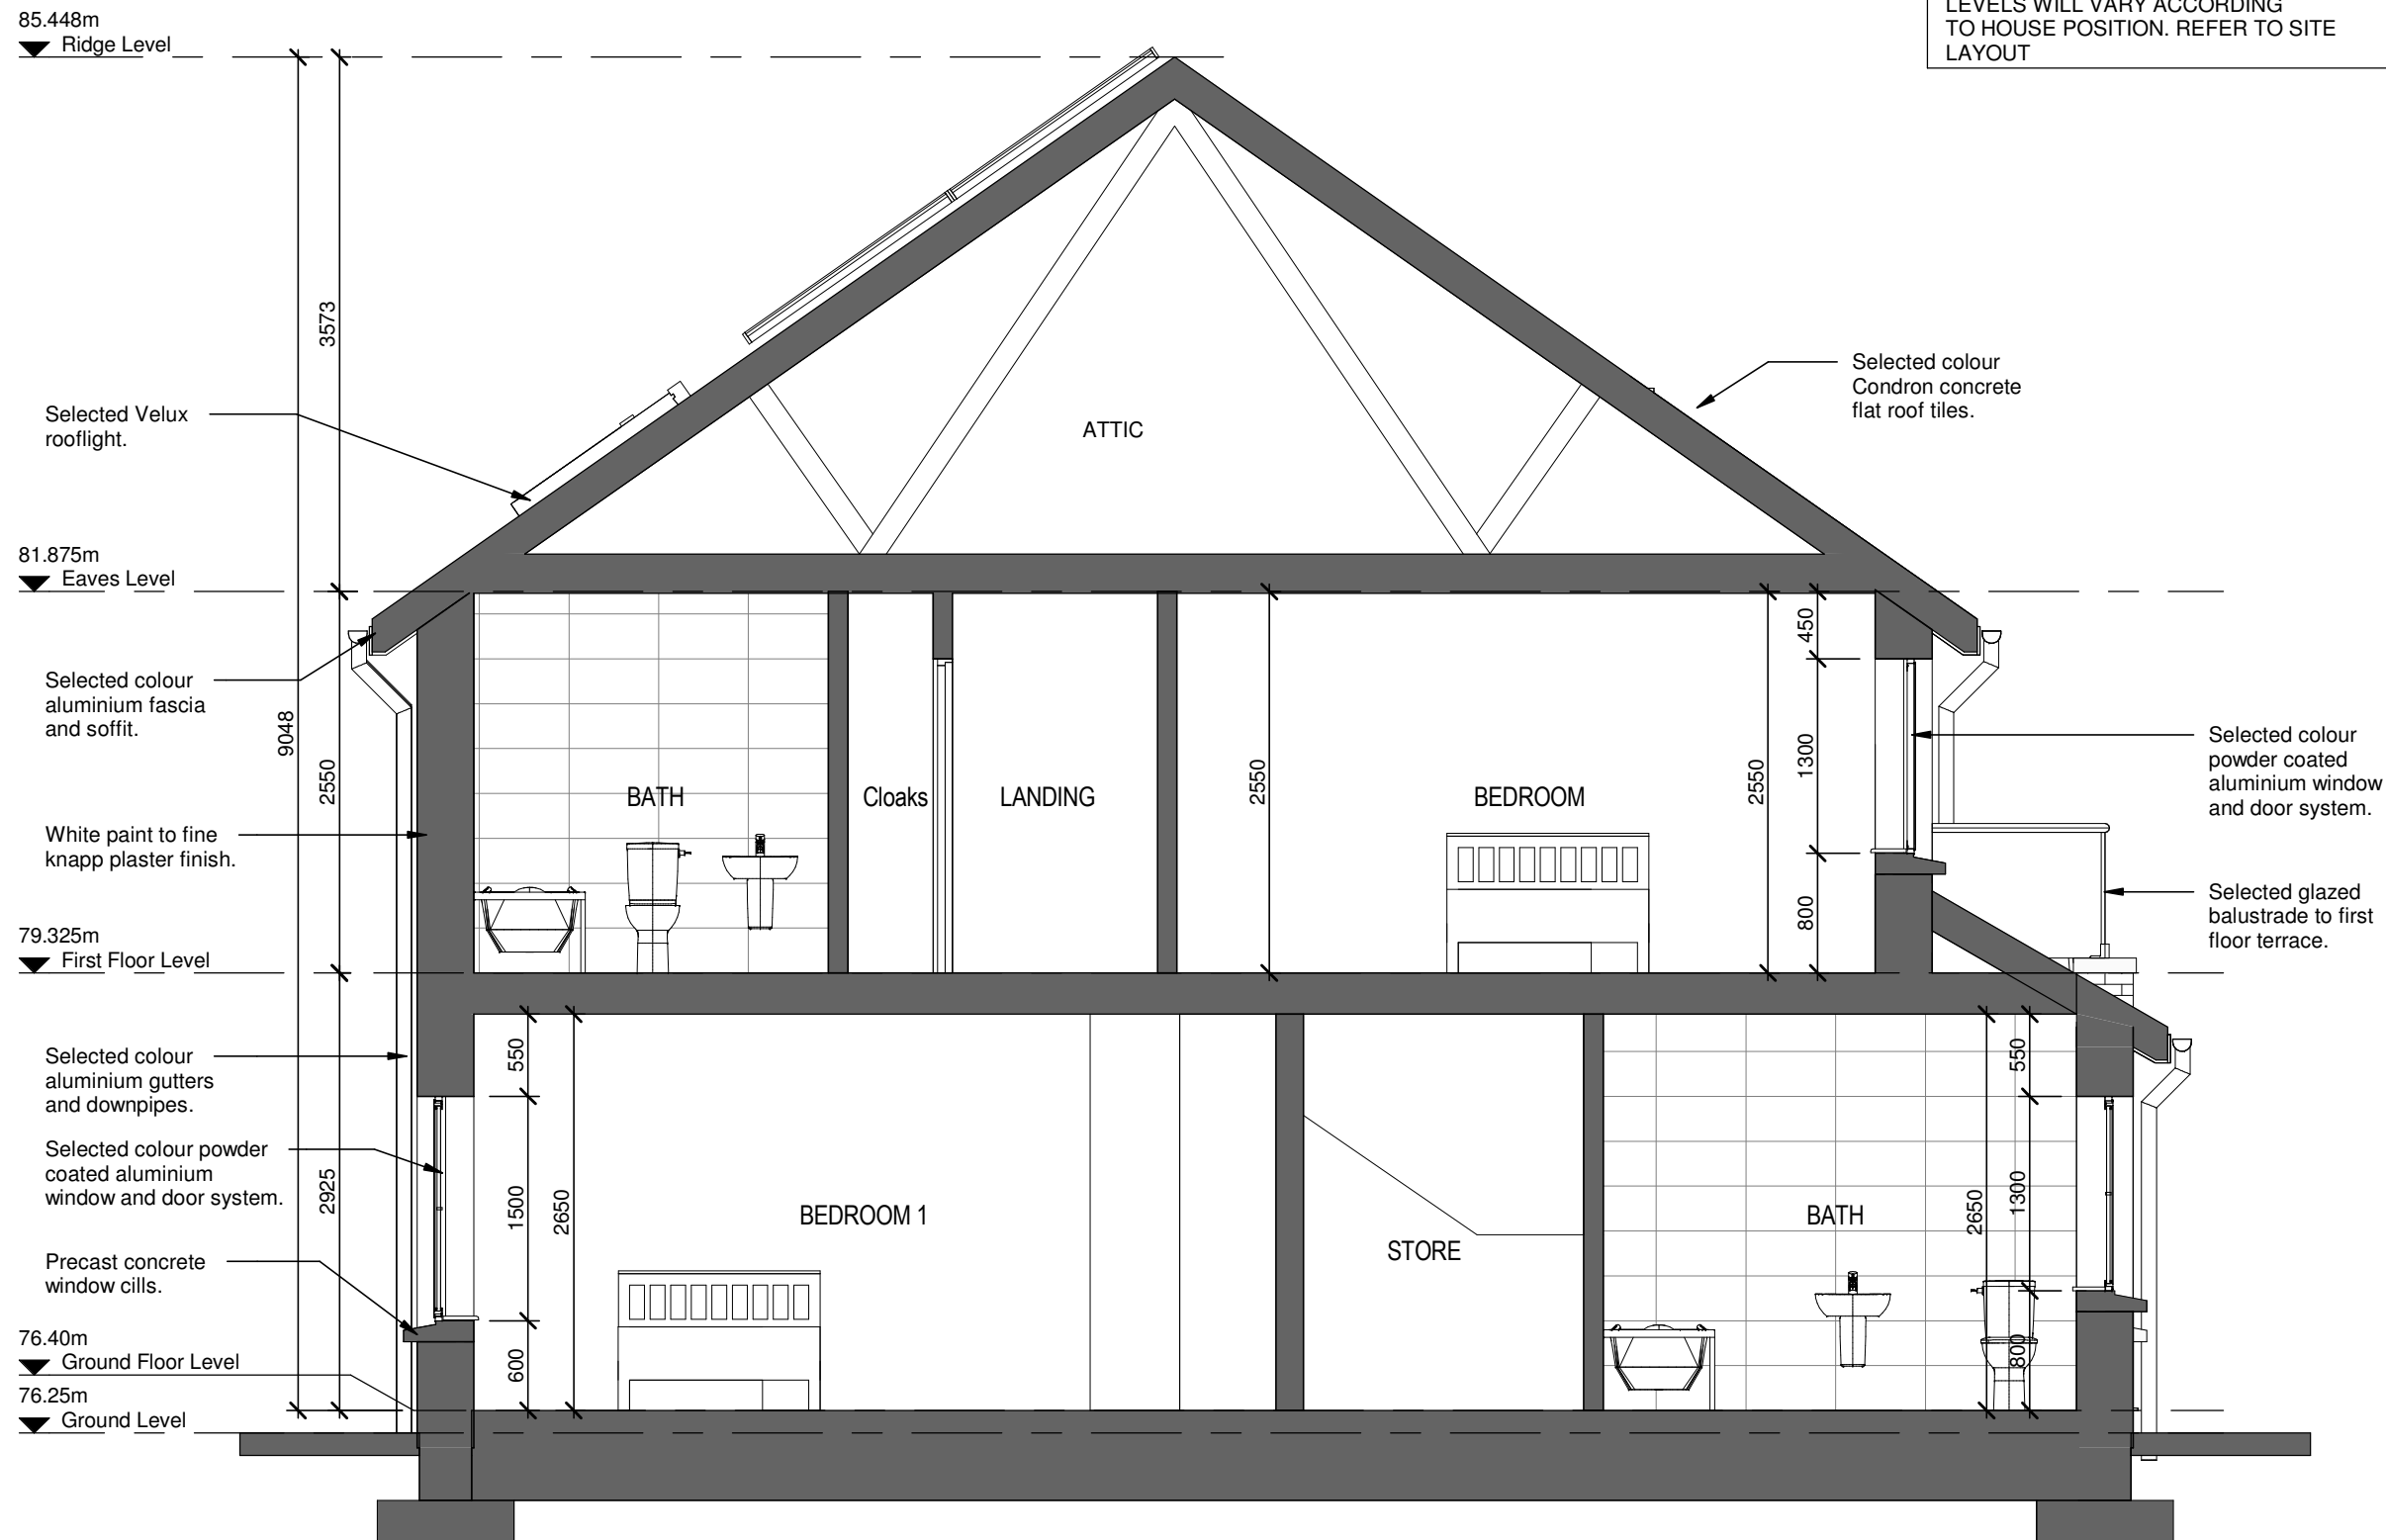 85.448m
Ridge Level
LEVELS WILL VARY ACCORDING
TO HOUSE POSITION. REFER TO SITE
LAYOUT
3573
Selected colour
Condron concrete
flat roof tiles.
Selected Velux
rooflight.
ATTIC
81.875m
Eaves Level
450
Selected colour
aluminium fascia
and soffit.
9048
2550
2550
2550
1300
Selected colour
powder coated
aluminium window
and door system.
BATH
Cloaks
LANDING
BEDROOM
White paint to fine
knapp plaster finish.
800
Selected glazed
balustrade to first
floor terrace.
79.325m
First Floor Level
550
550
Selected colour
aluminium gutters
and downpipes.
Selected colour powder
coated aluminium
window and door system.
2925
1500
2650
2650
1300
BEDROOM 1
STORE
BATH
Precast concrete
window cills.
76.40m
Ground Floor Level
600
800
76.25m
Ground Level